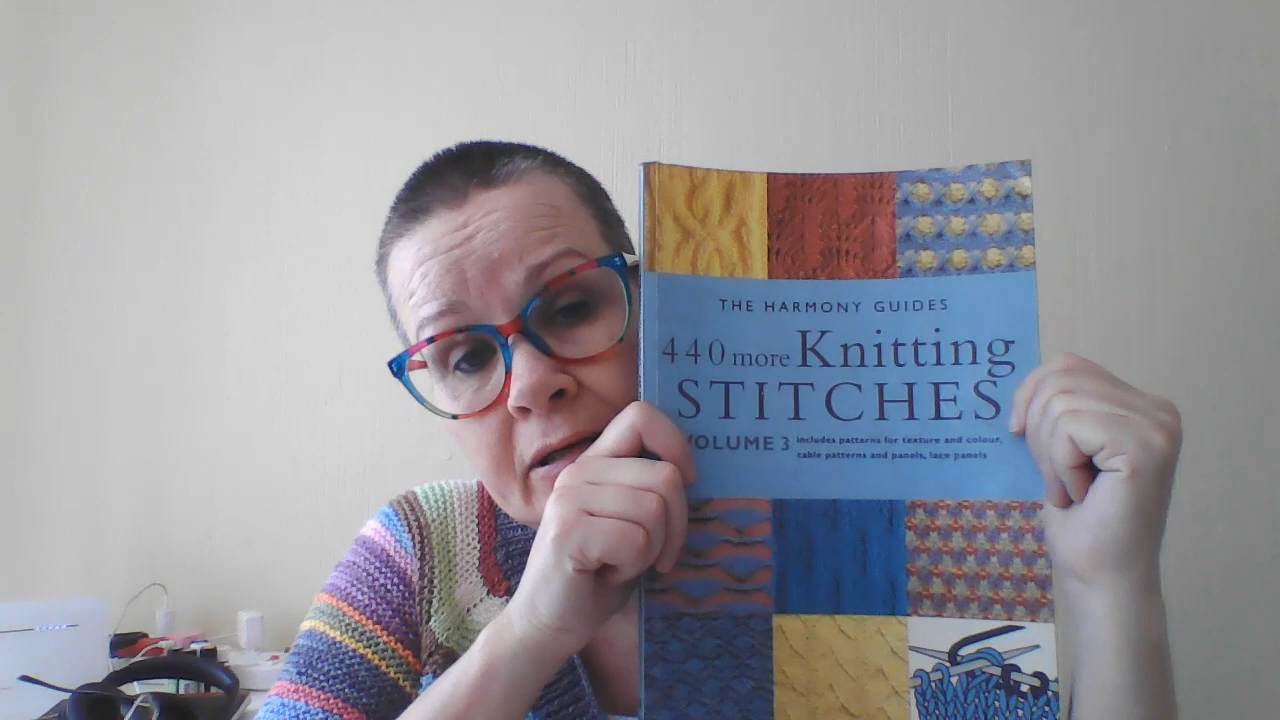 THE HARMONY GUIDES
440 more Knitting
STITCHES
VOLUME 3
includes patterns for texture and colour,
cable patterns and panels, lace panels